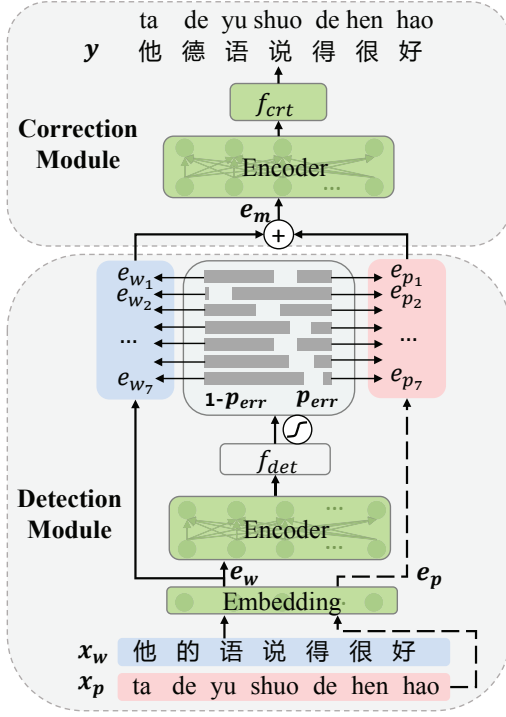 ta de yu shuo de hen hao
y 他 德 语 说 得 很 好
f_crt
Correction Module
Encoder
...
e_m
+
e_w1 e_p1
e_w2 e_p2
... ...
e_w7 e_p7
1-p_err p_err
f_det
Detection Module
...
Encoder
...
e_w e_p
Embedding
x_w 他 的 语 说 得 很 好
x_p ta de yu shuo de hen hao